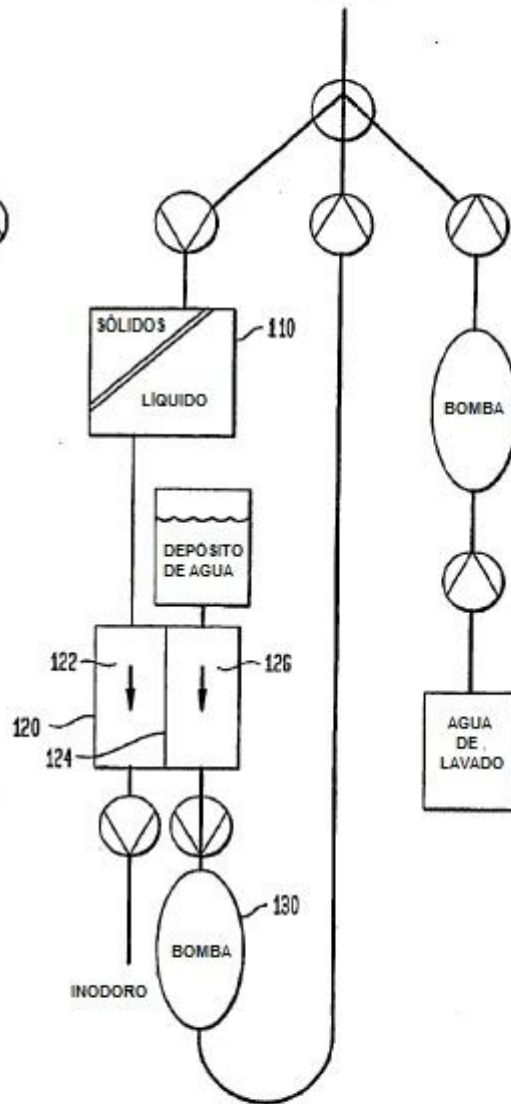 SÓLIDOS
110
LÍQUIDO
BOMBA
DEPÓSITO
DE AGUA
122
126
120
124
AGUA
DE
LAVADO
130
BOMBA
INODORO